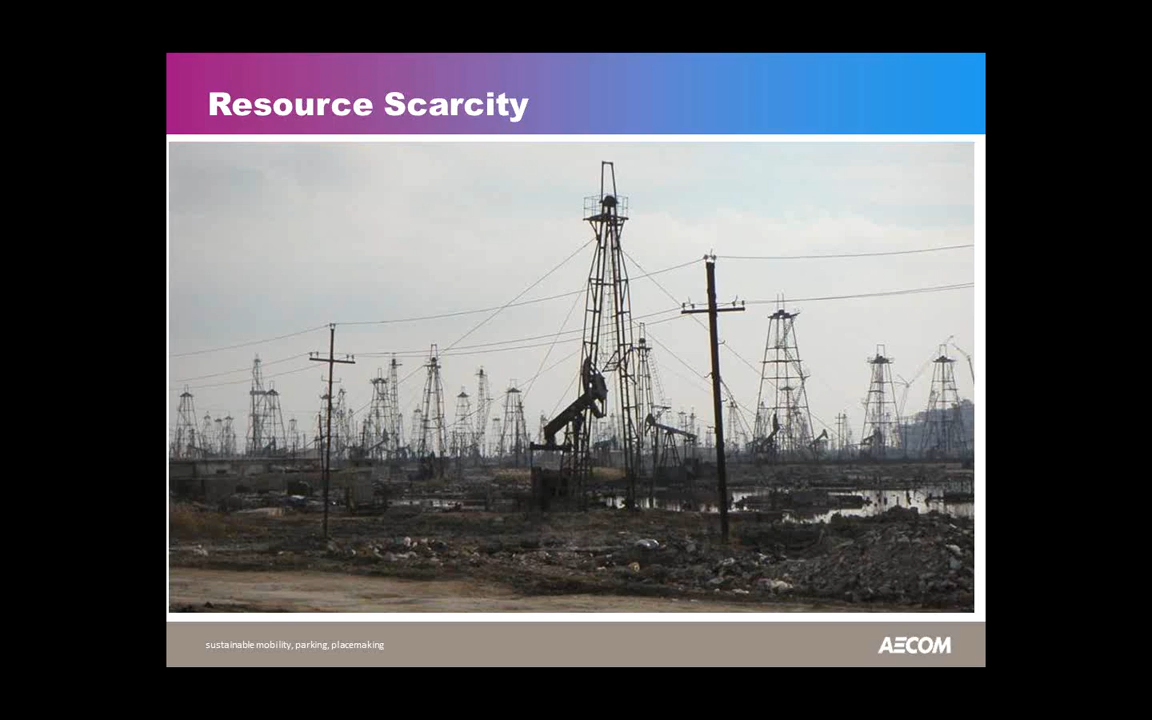 Resource Scarcity
sustainable mobility, parking, placemaking
AECOM